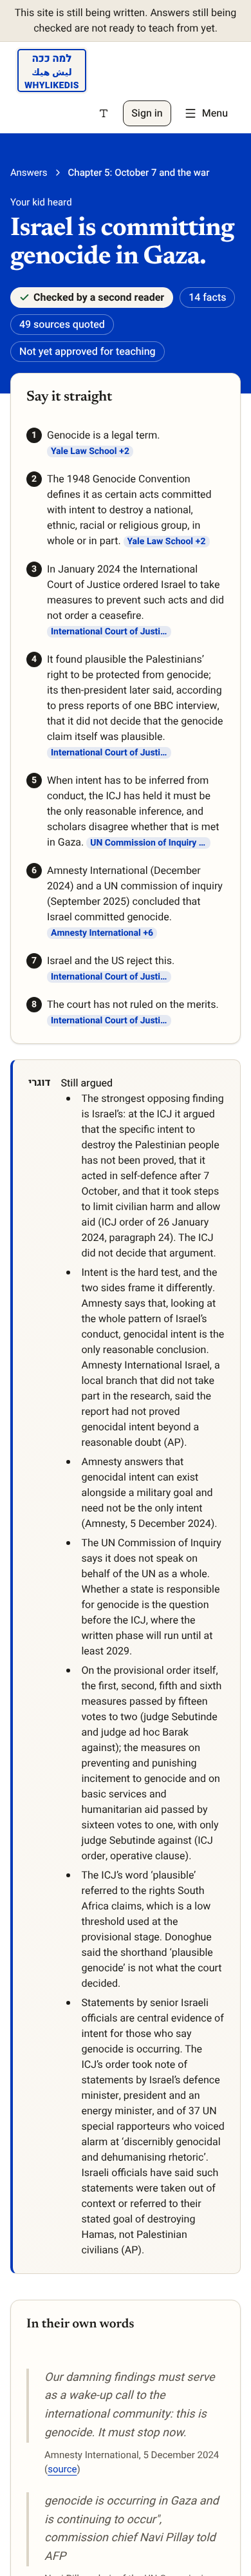 This site is still being written. Answers still being
checked are not ready to teach from yet.
למה ככה
ليش هيك
WHYLIKEDIS
Sign in
Menu
Answers
Chapter 5: October 7 and the war
Your kid heard
Israel is committing
genocide in Gaza.
Checked by a second reader
14 facts
49 sources quoted
Not yet approved for teaching
Say it straight
1 Genocide is a legal term.
Yale Law School +2
2 The 1948 Genocide Convention
defines it as certain acts committed
with intent to destroy a national,
ethnic, racial or religious group, in
whole or in part. Yale Law School +2
3 In January 2024 the International
Court of Justice ordered Israel to take
measures to prevent such acts and did
not order a ceasefire.
International Court of Justi…
4 It found plausible the Palestinians’
right to be protected from genocide;
its then-president later said, according
to press reports of one BBC interview,
that it did not decide that the genocide
claim itself was plausible.
International Court of Justi…
5 When intent has to be inferred from
conduct, the ICJ has held it must be
the only reasonable inference, and
scholars disagree whether that is met
in Gaza. UN Commission of Inquiry …
6 Amnesty International (December
2024) and a UN commission of inquiry
(September 2025) concluded that
Israel committed genocide.
Amnesty International +6
7 Israel and the US reject this.
International Court of Justi…
8 The court has not ruled on the merits.
International Court of Justi…
דוגרי Still argued
The strongest opposing finding
is Israel’s: at the ICJ it argued
that the specific intent to
destroy the Palestinian people
has not been proved, that it
acted in self-defence after 7
October, and that it took steps
to limit civilian harm and allow
aid (ICJ order of 26 January
2024, paragraph 24). The ICJ
did not decide that argument.
Intent is the hard test, and the
two sides frame it differently.
Amnesty says that, looking at
the whole pattern of Israel’s
conduct, genocidal intent is the
only reasonable conclusion.
Amnesty International Israel, a
local branch that did not take
part in the research, said the
report had not proved
genocidal intent beyond a
reasonable doubt (AP).
Amnesty answers that
genocidal intent can exist
alongside a military goal and
need not be the only intent
(Amnesty, 5 December 2024).
The UN Commission of Inquiry
says it does not speak on
behalf of the UN as a whole.
Whether a state is responsible
for genocide is the question
before the ICJ, where the
written phase will run until at
least 2029.
On the provisional order itself,
the first, second, fifth and sixth
measures passed by fifteen
votes to two (judge Sebutinde
and judge ad hoc Barak
against); the measures on
preventing and punishing
incitement to genocide and on
basic services and
humanitarian aid passed by
sixteen votes to one, with only
judge Sebutinde against (ICJ
order, operative clause).
The ICJ’s word ‘plausible’
referred to the rights South
Africa claims, which is a low
threshold used at the
provisional stage. Donoghue
said the shorthand ‘plausible
genocide’ is not what the court
decided.
Statements by senior Israeli
officials are central evidence of
intent for those who say
genocide is occurring. The
ICJ’s order took note of
statements by Israel’s defence
minister, president and an
energy minister, and of 37 UN
special rapporteurs who voiced
alarm at ‘discernibly genocidal
and dehumanising rhetoric’.
Israeli officials have said such
statements were taken out of
context or referred to their
stated goal of destroying
Hamas, not Palestinian
civilians (AP).
In their own words
Our damning findings must serve
as a wake-up call to the
international community: this is
genocide. It must stop now.
Amnesty International, 5 December 2024
(source)
genocide is occurring in Gaza and
is continuing to occur",
commission chief Navi Pillay told
AFP